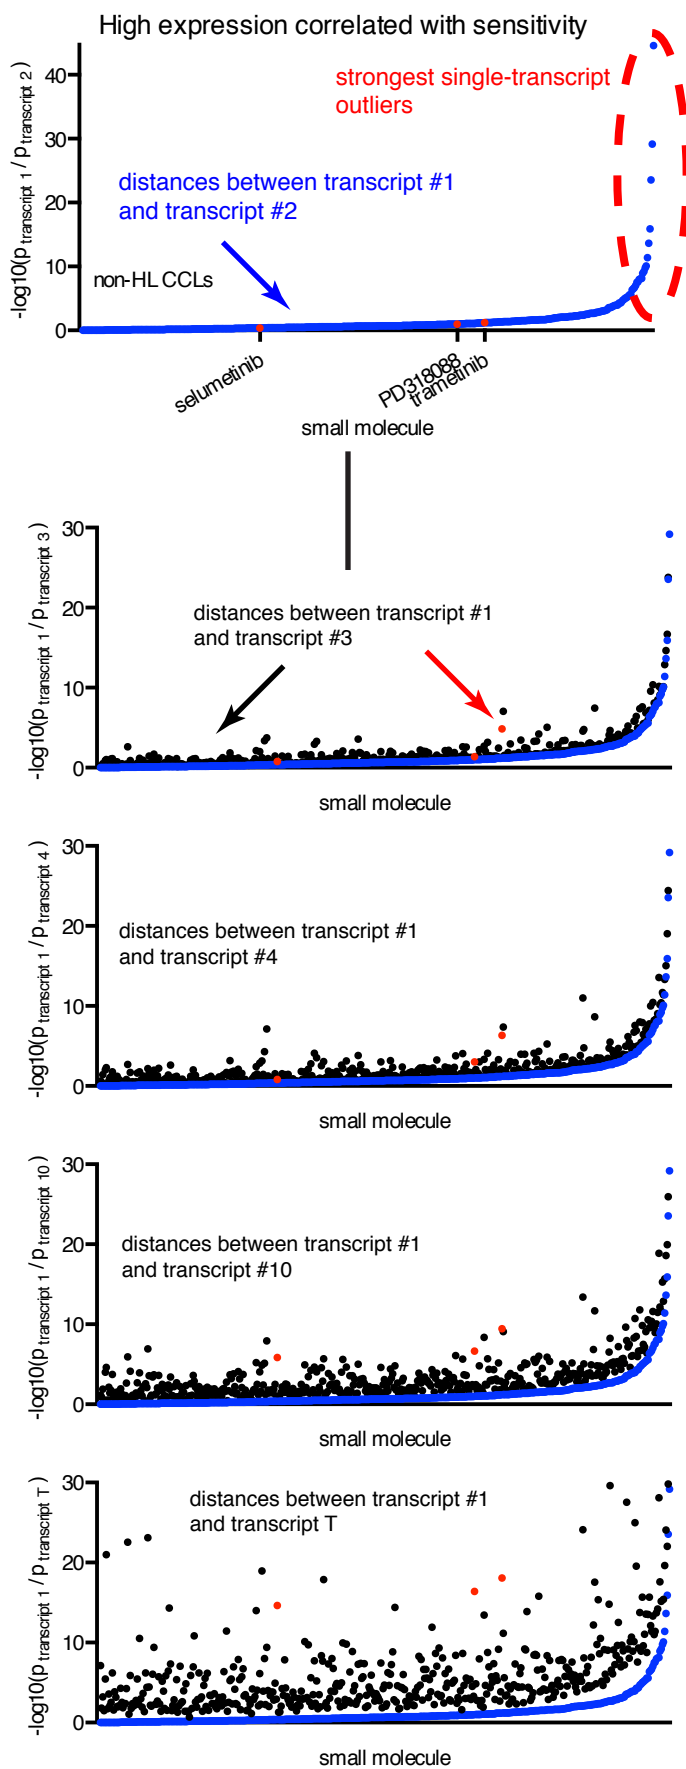 High expression correlated with sensitivity
-log10(p transcript 1 / p transcript 2)
40
30
20
10
0
strongest single-transcript
outliers
distances between transcript #1
and transcript #2
non-HL CCLs
selumetinib
PD318088
trametinib
small molecule
-log10(p transcript 1 / p transcript 3)
30
20
10
0
distances between transcript #1
and transcript #3
small molecule
-log10(p transcript 1 / p transcript 4)
30
20
10
0
distances between transcript #1
and transcript #4
small molecule
-log10(p transcript 1 / p transcript 10)
30
20
10
0
distances between transcript #1
and transcript #10
small molecule
-log10(p transcript 1 / p transcript T)
30
20
10
0
distances between transcript #1
and transcript T
small molecule